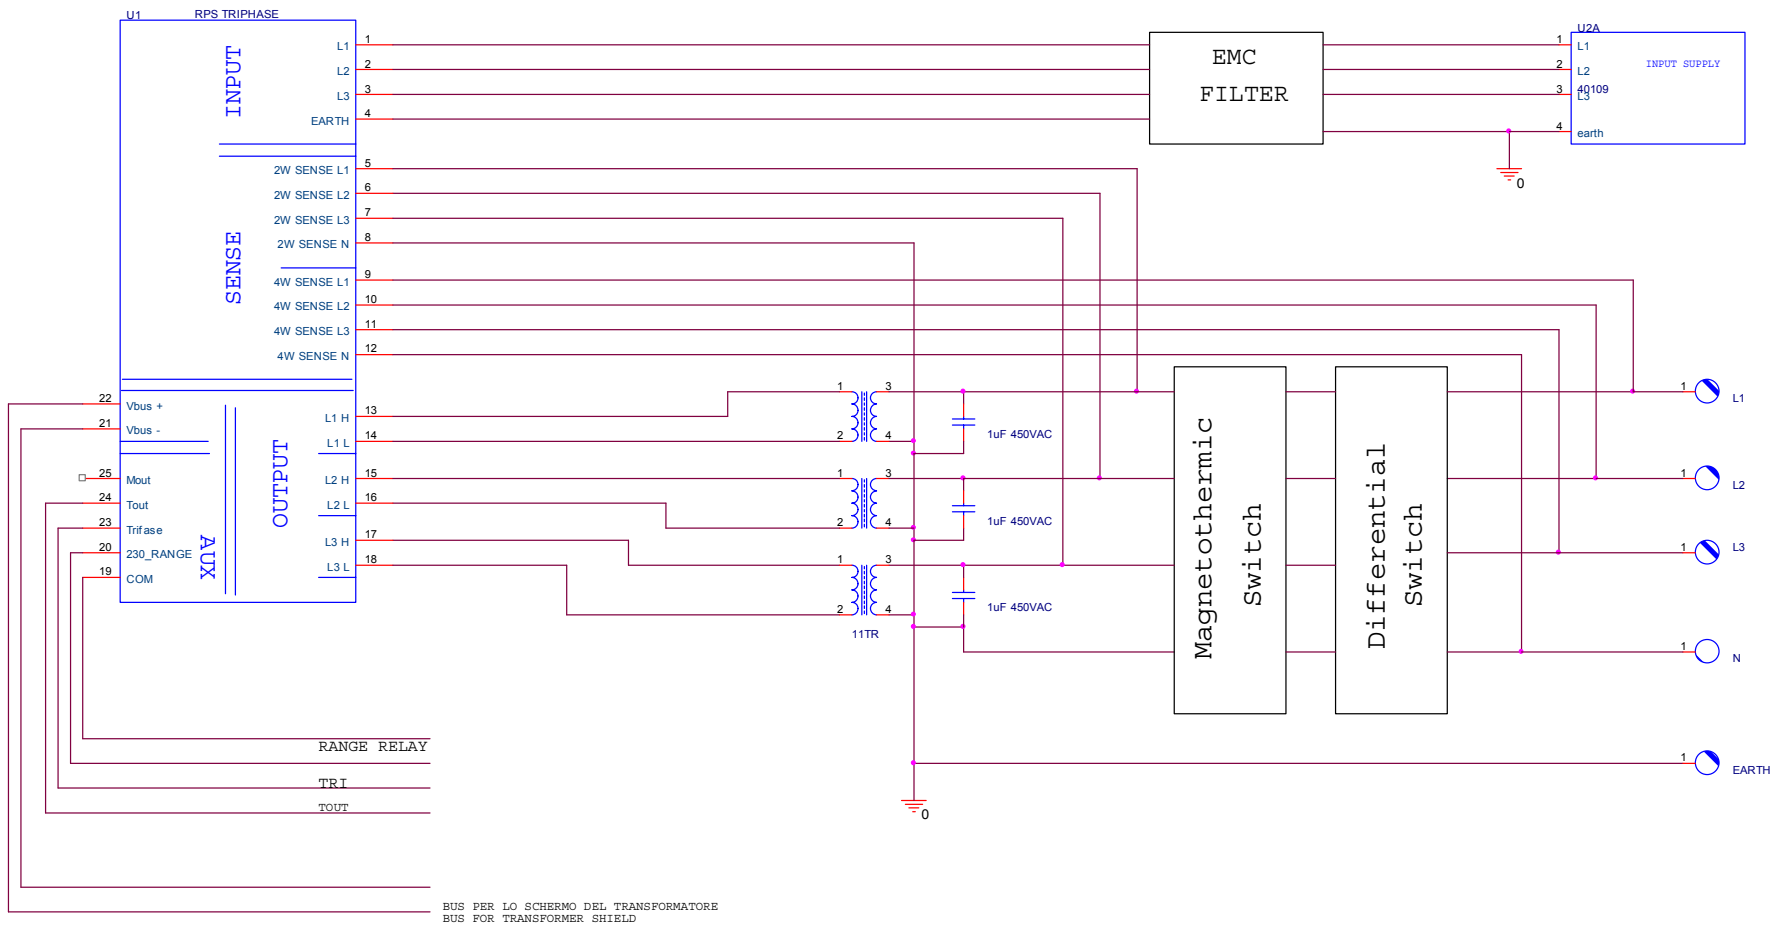 U1
RPS TRIPHASE
INPUT
L1 1
L2 2
L3 3
EARTH 4
SENSE
2W SENSE L1 5
2W SENSE L2 6
2W SENSE L3 7
2W SENSE N 8
4W SENSE L1 9
4W SENSE L2 10
4W SENSE L3 11
4W SENSE N 12
OUTPUT
L1 H 13
L1 L 14
L2 H 15
L2 L 16
L3 H 17
L3 L 18
AUX
22 Vbus +
21 Vbus -
25 Mout
24 Tout
23 Trifase
20 230_RANGE
19 COM
EMC
FILTER
U2A
INPUT SUPPLY
1 L1
2 L2
40109
3 L3
4 earth
0
1 3
2 4
1uF 450VAC
1 3
2 4
1uF 450VAC
1 3
2 4
1uF 450VAC
11TR
Magnetothermic
Switch
Differential
Switch
1 L1
1 L2
1 L3
1 N
1 EARTH
0
RANGE RELAY
TRI
TOUT
BUS PER LO SCHERMO DEL TRANSFORMATORE
BUS FOR TRANSFORMER SHIELD